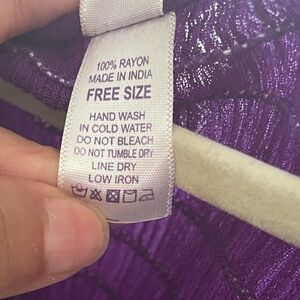 100% RAYON
MADE IN INDIA
FREE SIZE
HAND WASH
IN COLD WATER
DO NOT BLEACH
DO NOT TUMBLE DRY
LINE DRY
LOW IRON